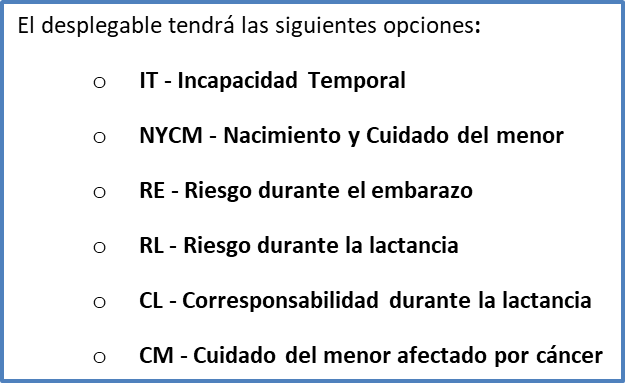 El desplegable tendrá las siguientes opciones:
o IT - Incapacidad Temporal
o NYCM - Nacimiento y Cuidado del menor
o RE - Riesgo durante el embarazo
o RL - Riesgo durante la lactancia
o CL - Corresponsabilidad durante la lactancia
o CM - Cuidado del menor afectado por cáncer